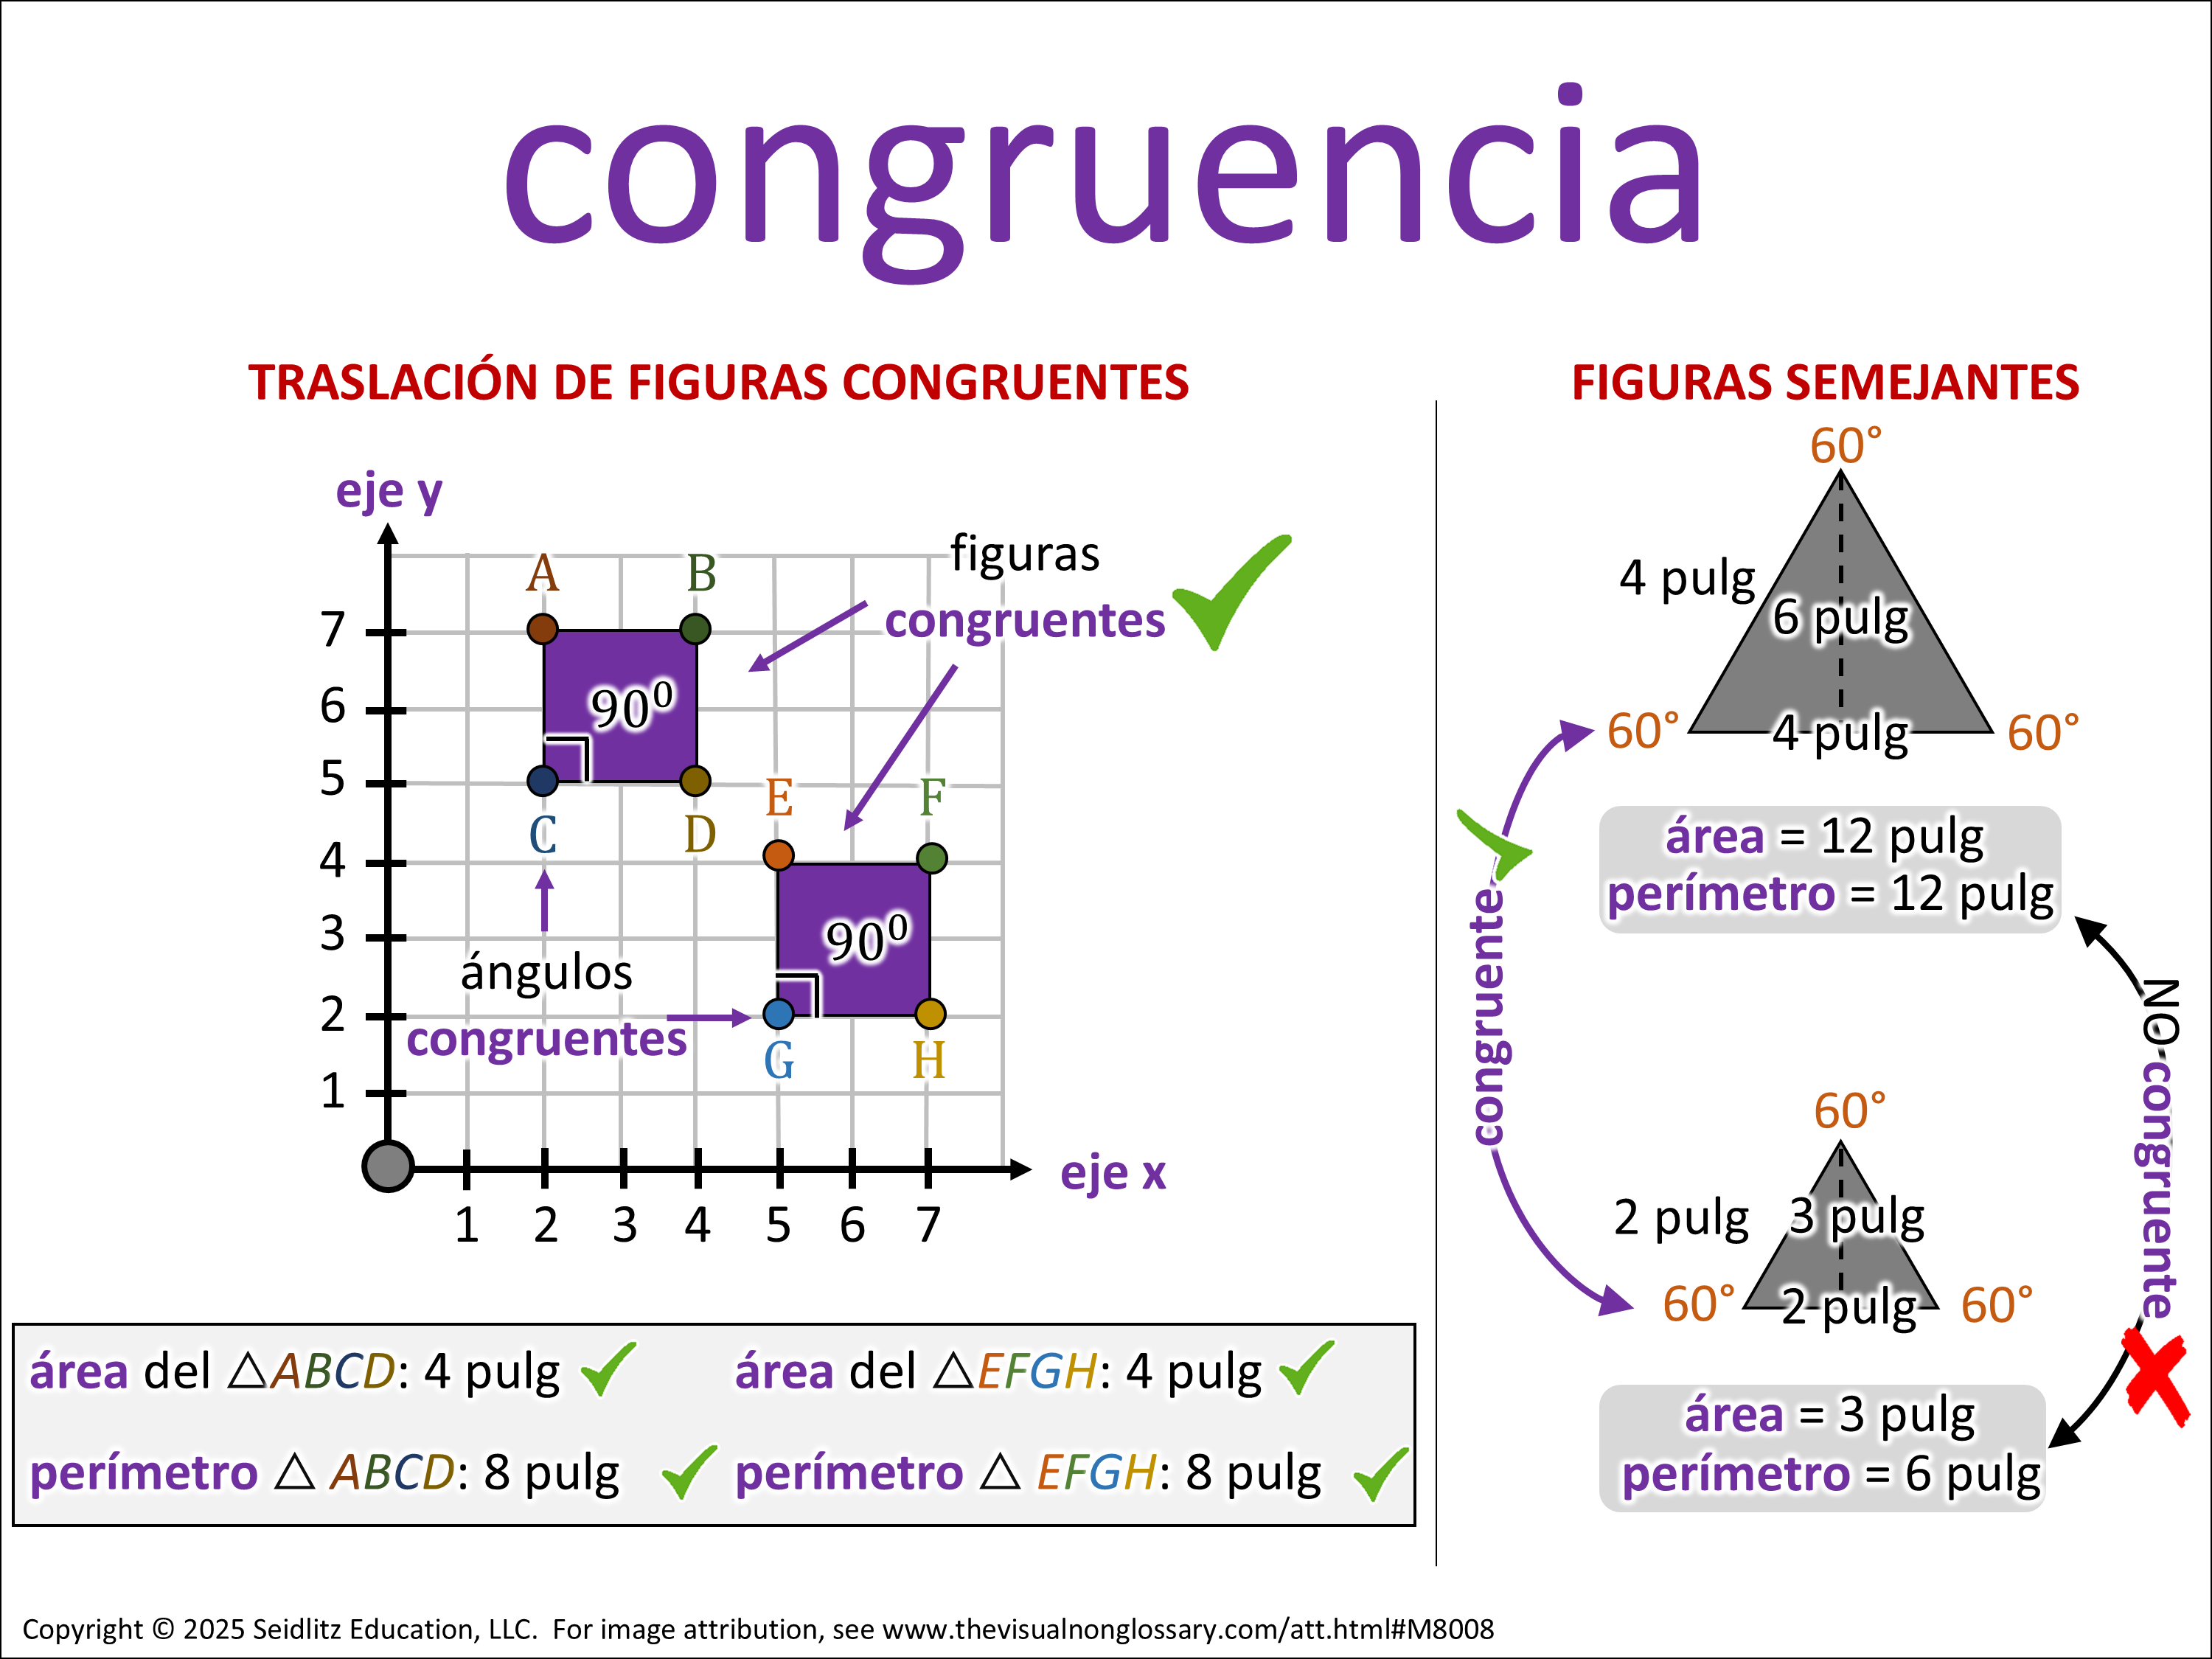 congruencia
TRASLACIÓN DE FIGURAS CONGRUENTES
eje y
7
6
5
4
3
2
1
A
B
90⁰
C
D
figuras
congruentes
E
F
90⁰
G
H
ángulos
congruentes
1 2 3 4 5 6 7
eje x
área del △ABCD: 4 pulg
área del △EFGH: 4 pulg
perímetro △ ABCD: 8 pulg
perímetro △ EFGH: 8 pulg
FIGURAS SEMEJANTES
60°
4 pulg
6 pulg
60°
4 pulg
60°
área = 12 pulg
perímetro = 12 pulg
congruente
NO congruente
60°
2 pulg
3 pulg
60°
2 pulg
60°
área = 3 pulg
perímetro = 6 pulg
Copyright © 2025 Seidlitz Education, LLC. For image attribution, see www.thevisualnonglossary.com/att.html#M8008